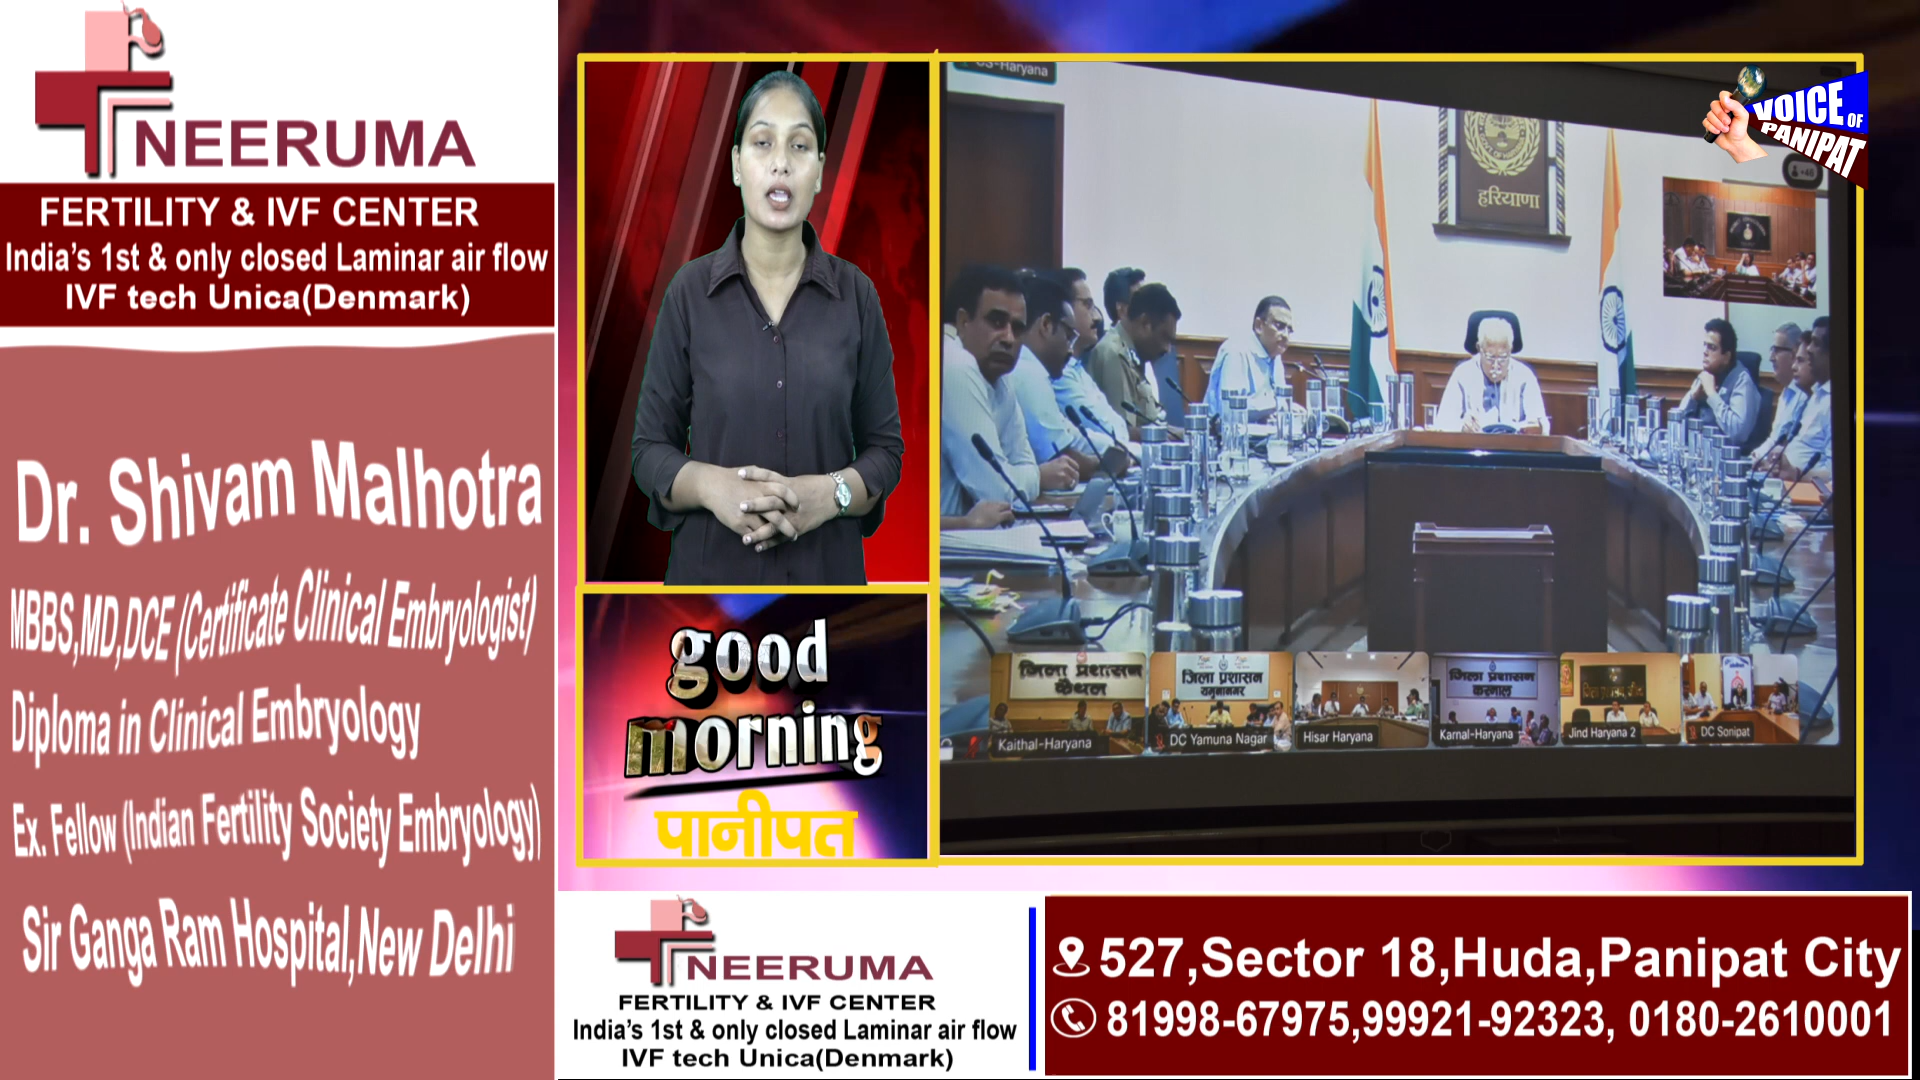 NEERUMA
FERTILITY & IVF CENTER
India's 1st & only closed Laminar air flow
IVF tech Unica(Denmark)
Dr. Shivam Malhotra
MBBS,MD,DCE (Certificate Clinical Embryologist)
Diploma in Clinical Embryology
Ex. Fellow (Indian Fertility Society Embryology)
Sir Ganga Ram Hospital,New Delhi
good
morning
पानीपत
CS-Haryana
हरियाणा
VOICE OF
PANIPAT
+46
जिला प्रशासन
कैथल
Kaithal-Haryana
जिला प्रशासन
यमुनानगर
DC Yamuna Nagar
Hisar Haryana
जिला प्रशासन
करनाल
Karnal-Haryana
Jind Haryana 2
DC Sonipat
NEERUMA
FERTILITY & IVF CENTER
India's 1st & only closed Laminar air flow
IVF tech Unica(Denmark)
527,Sector 18,Huda,Panipat City
81998-67975,99921-92323, 0180-2610001